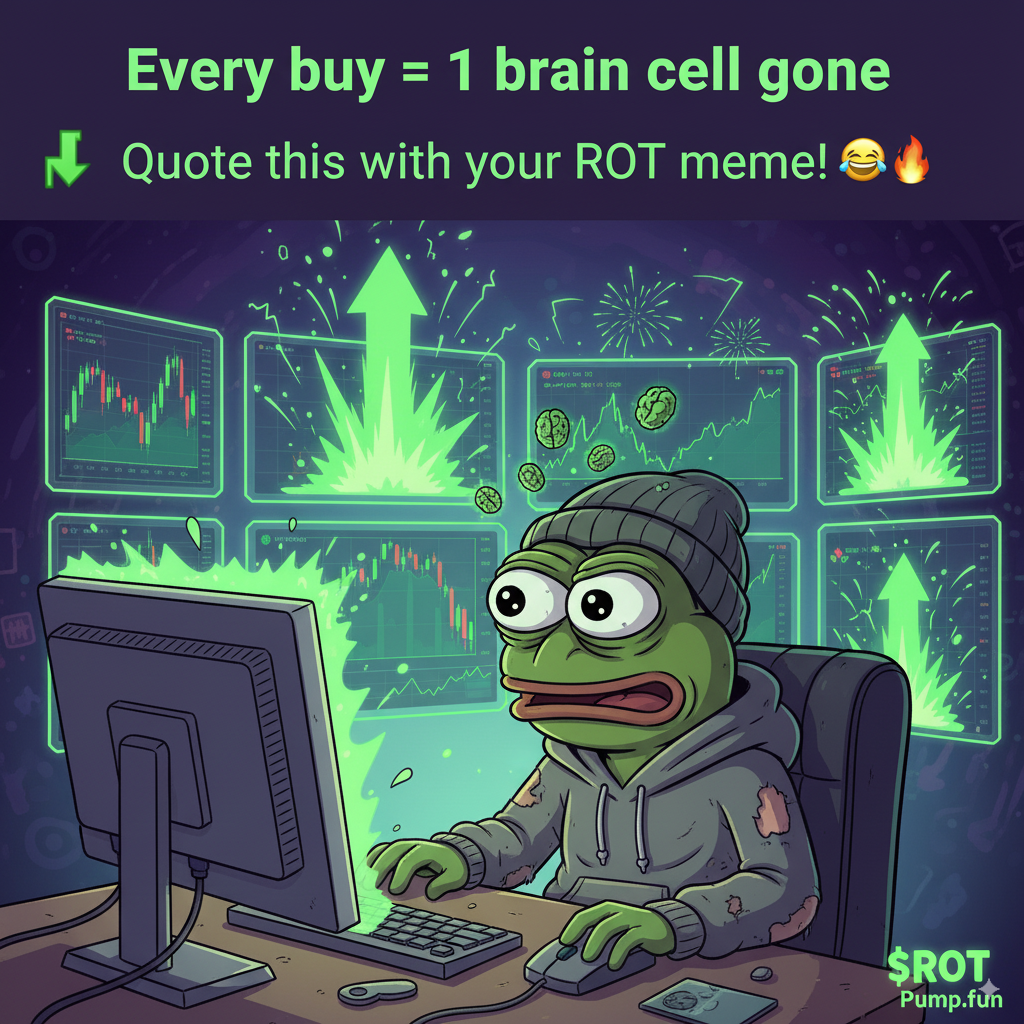 Every buy = 1 brain cell gone
Quote this with your ROT meme! 😂🔥
$ROT
Pump.fun